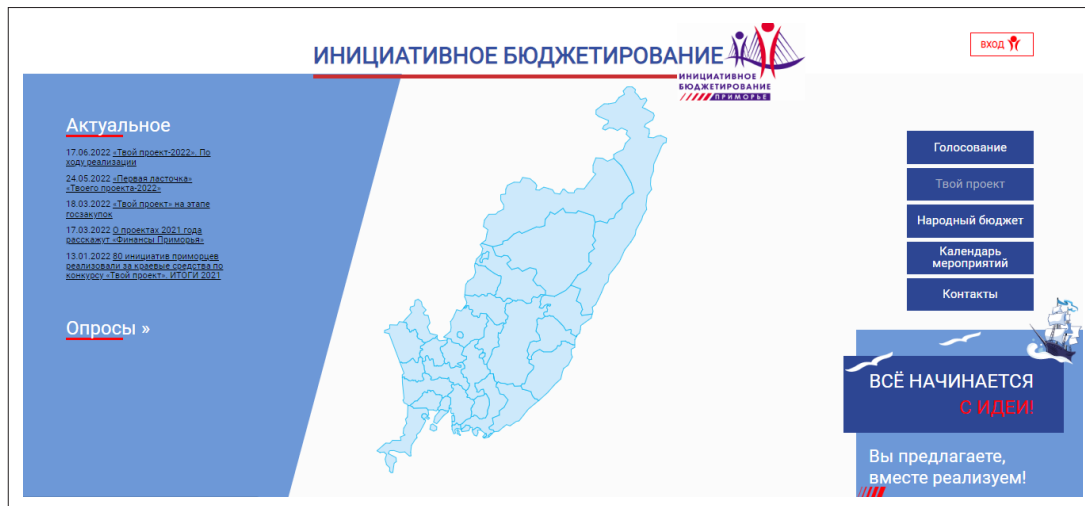 ИНИЦИАТИВНОЕ БЮДЖЕТИРОВАНИЕ
ИНИЦИАТИВНОЕ
БЮДЖЕТИРОВАНИЕ
ПРИМОРЬЕ
ВХОД
Актуальное
17.06.2022 «Твой проект-2022». По
ходу реализации
24.05.2022 «Первая ласточка»
«Твоего проекта-2022»
18.03.2022 «Твой проект» на этапе
госзакупок
17.03.2022 О проектах 2021 года
расскажут «Финансы Приморья»
13.01.2022 80 инициатив приморцев
реализовали за краевые средства по
конкурсу «Твой проект». ИТОГИ 2021
Опросы »
Голосование
Твой проект
Народный бюджет
Календарь
мероприятий
Контакты
ВСЁ НАЧИНАЕТСЯ
С ИДЕИ!
Вы предлагаете,
вместе реализуем!